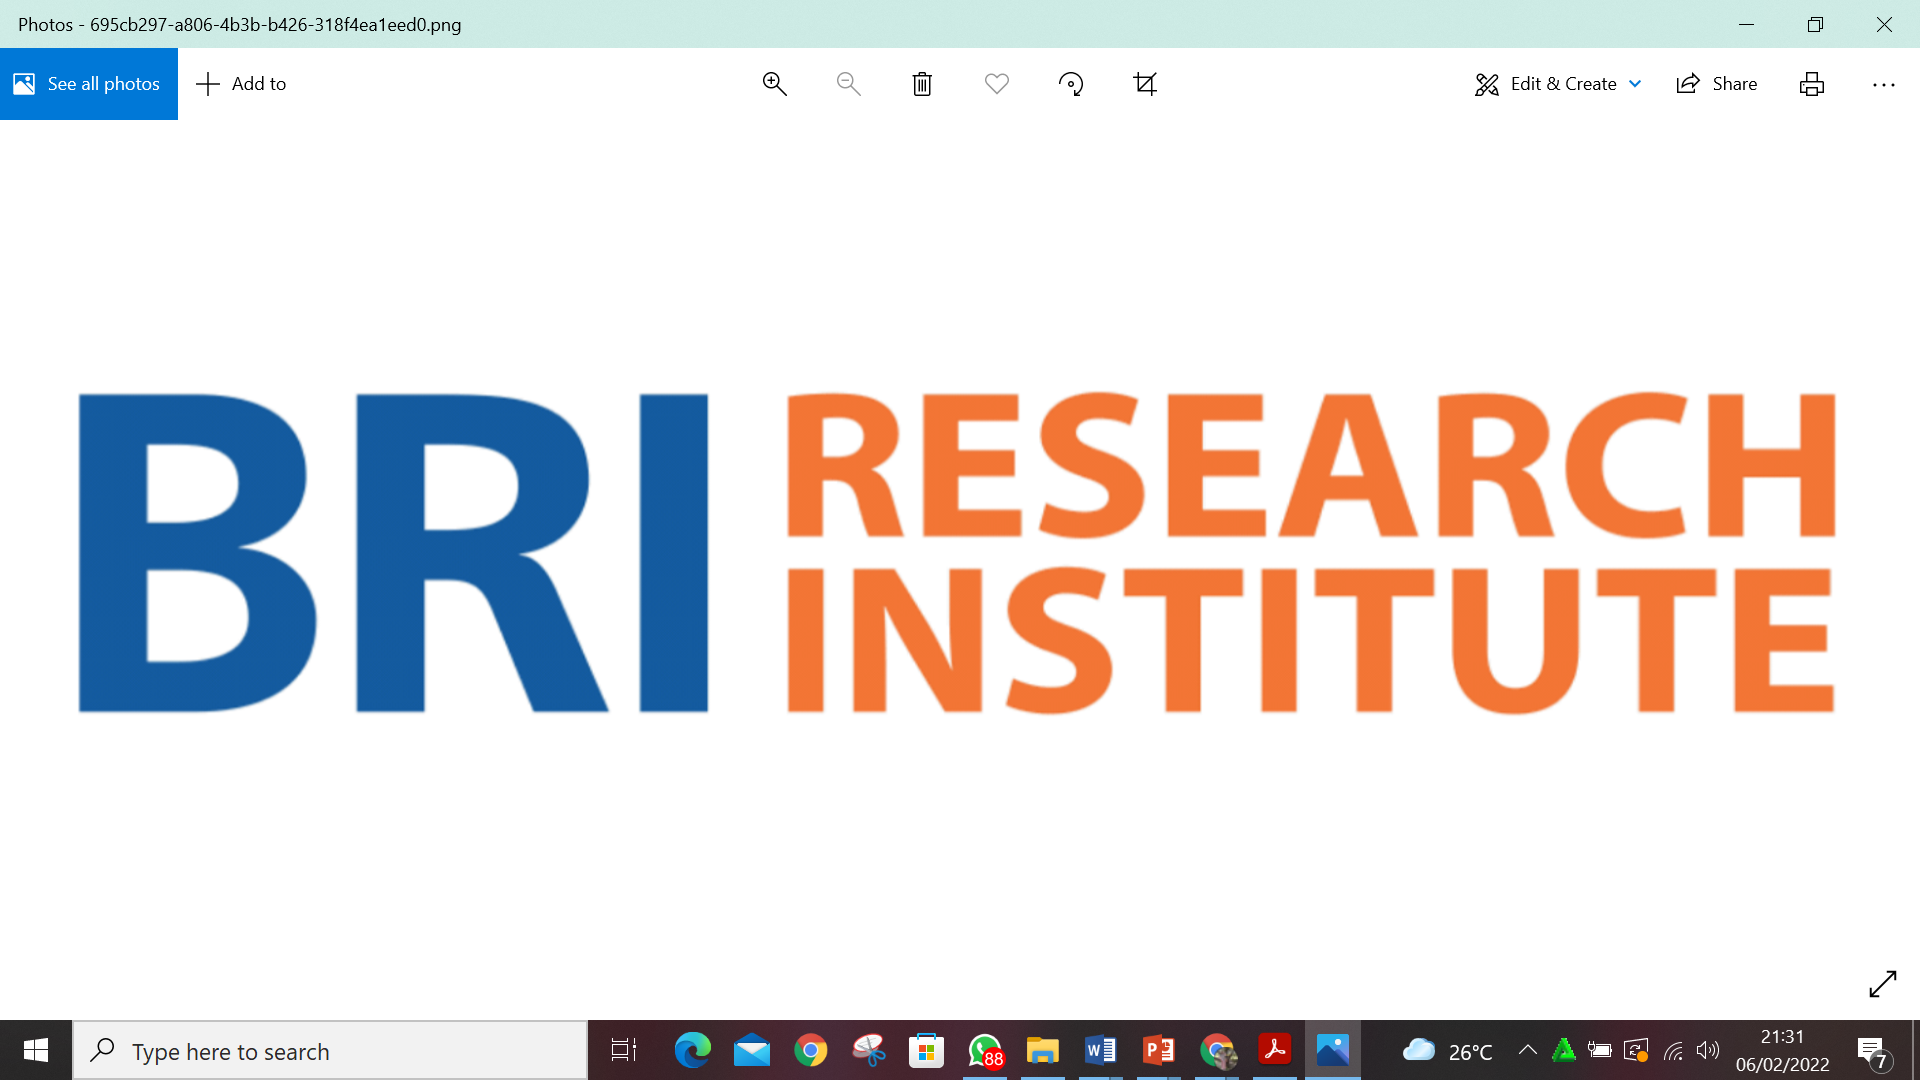 Photos - 695cb297-a806-4b3b-b426-318f4ea1eed0.png
See all photos
Add to
Edit & Create
Share
BRI
RESEARCH
INSTITUTE
Type here to search
88
26°C
21:31
06/02/2022
7